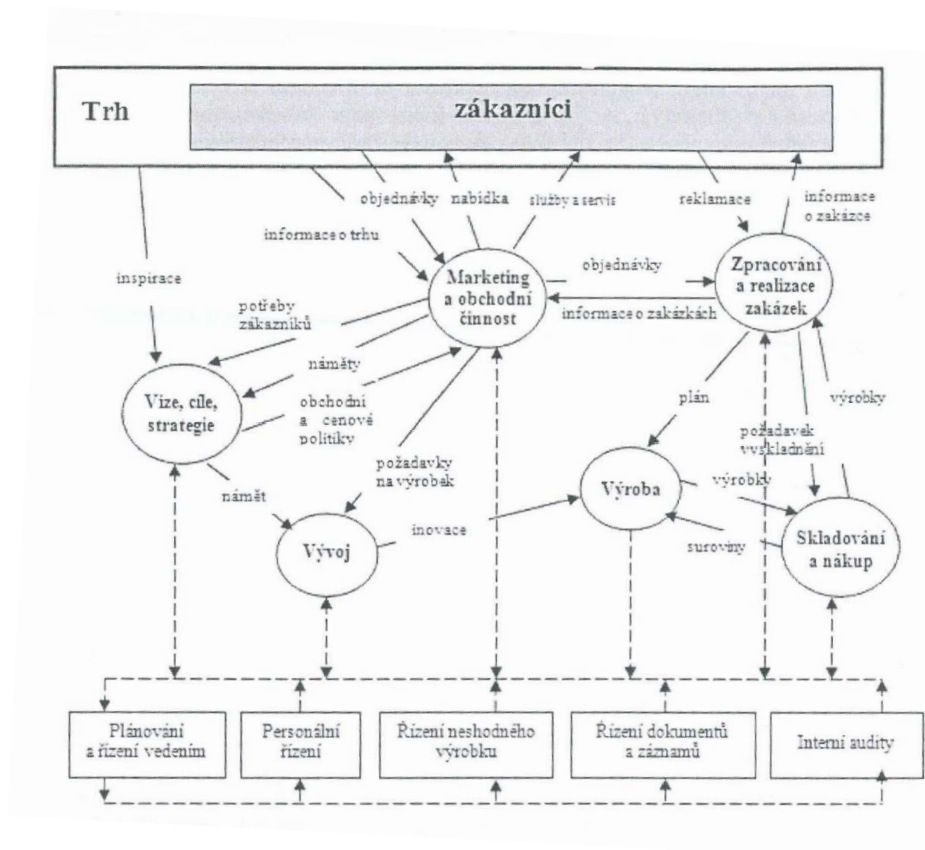 Trh
zákazníci
objednávky
nabídka
služby a servis
reklamace
informace
o zakázce
informace o trhu
inspirace
Marketing
a obchodní
činnost
objednávky
informace o zakázkách
Zpracování
a realizace
zakázek
potřeby
zákazníků
náměty
obchodní
a cenové
politiky
Vize, cíle,
strategie
plán
výrobky
požadavek
vyskladnění
požadavky
na výrobek
námět
Výroba
výrobky
inovace
suroviny
Vývoj
Skladování
a nákup
Plánování
a řízení vedením
Personální
řízení
Řízení neshodného
výrobku
Řízení dokumentů
a záznamů
Interní audity